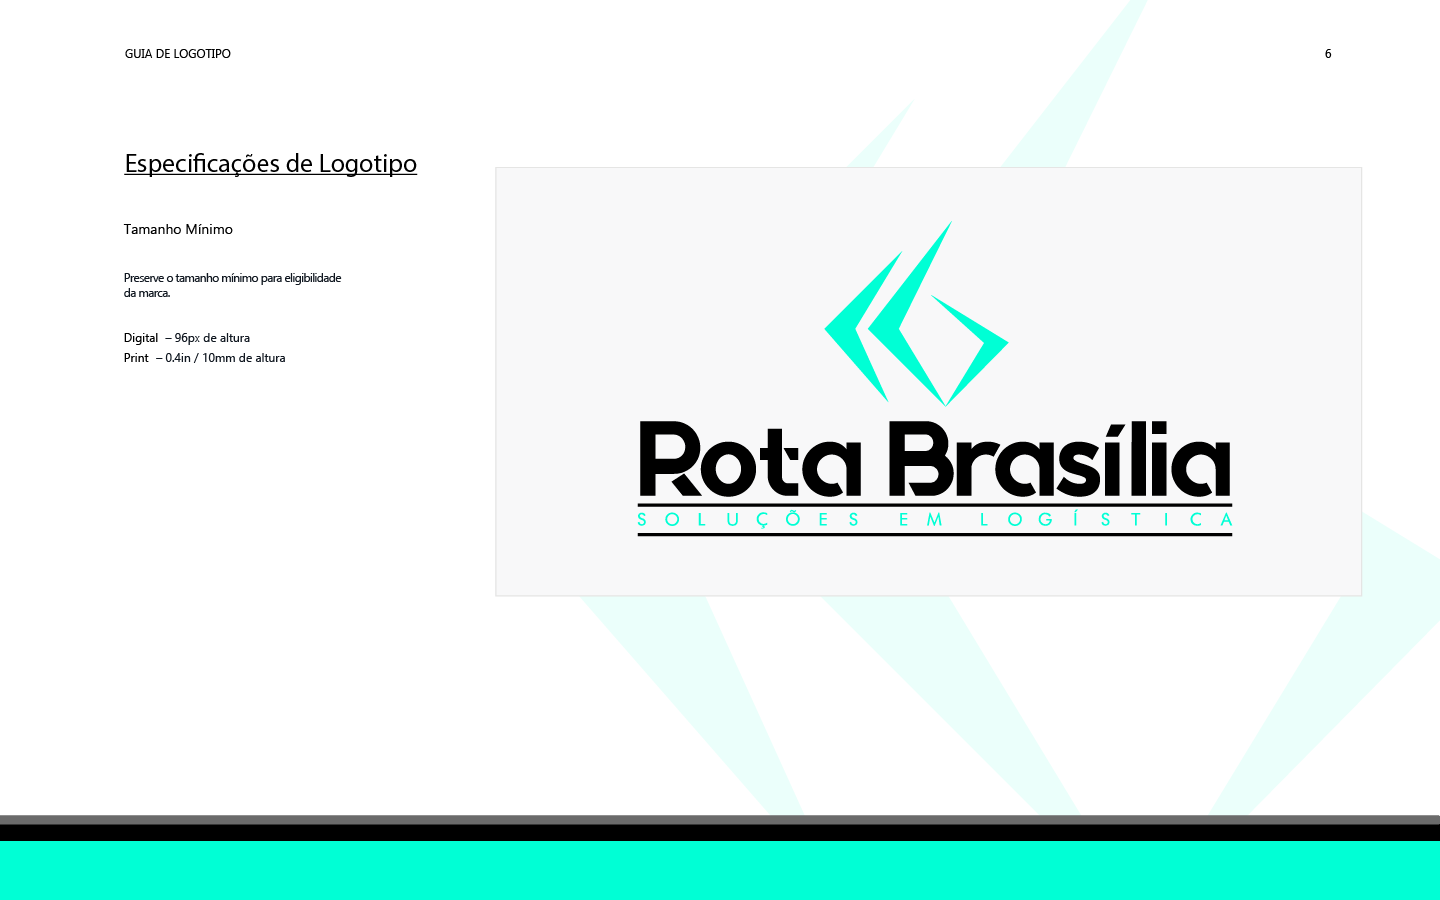 GUIA DE LOGOTIPO
6
Especificações de Logotipo
Tamanho Mínimo
Preserve o tamanho mínimo para eligibilidade
da marca.
Digital – 96px de altura
Print – 0.4in / 10mm de altura
Rota Brasília
SOLUÇÕES EM LOGÍSTICA